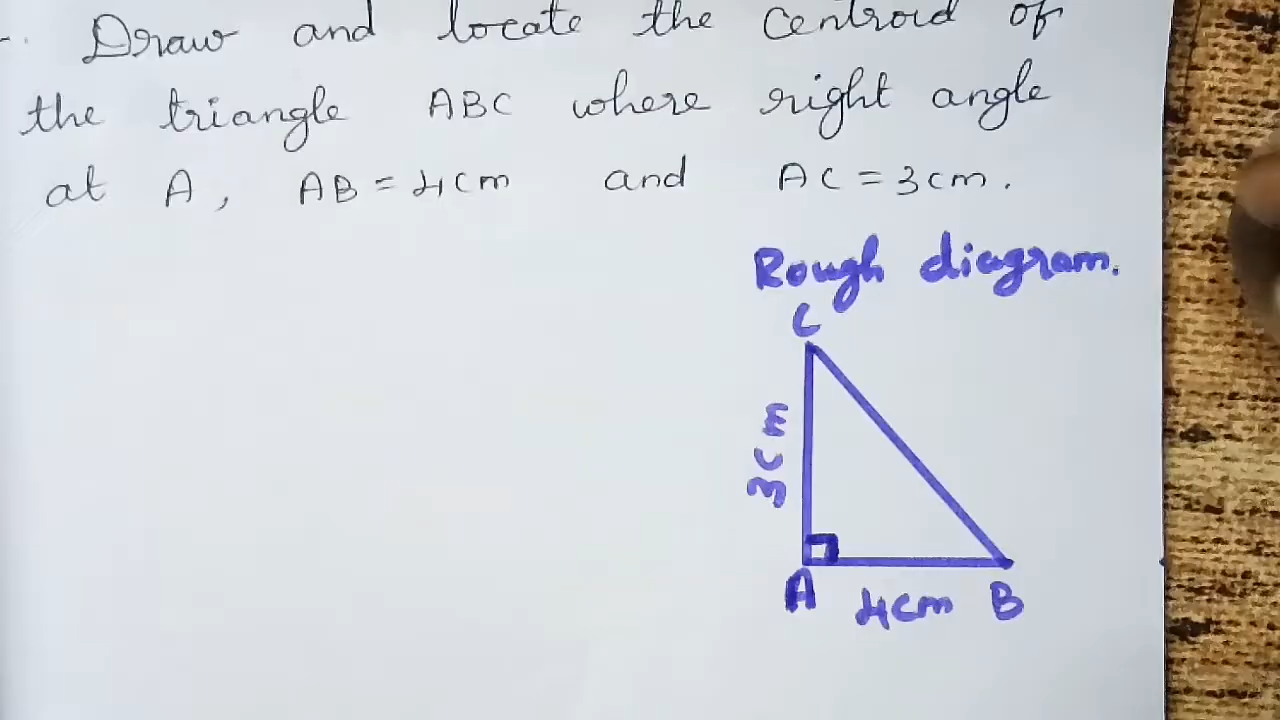 Draw and locate the centroid of
the triangle ABC where right angle
at A, AB = 4cm and AC = 3cm.
Rough diagram.
C
3cm
A 4cm B